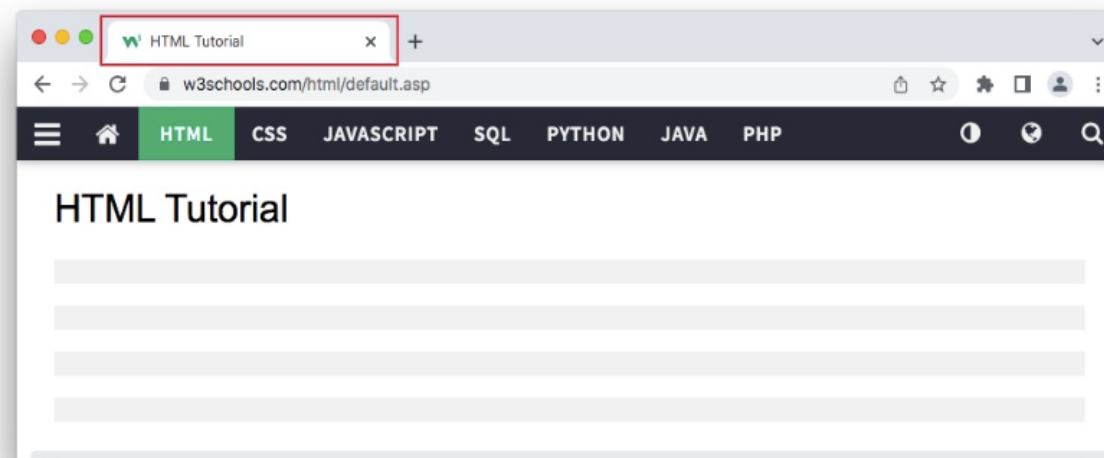 HTML Tutorial
w3schools.com/html/default.asp
HTML CSS JAVASCRIPT SQL PYTHON JAVA PHP
HTML Tutorial